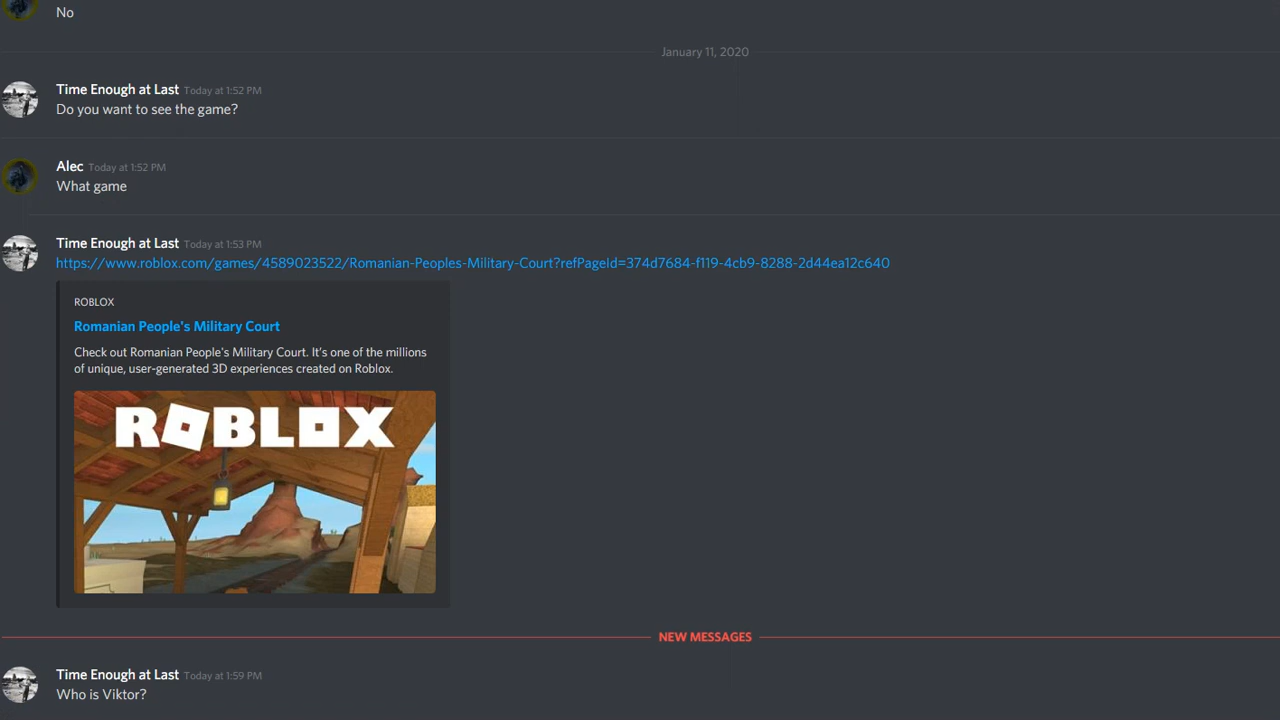 No
January 11, 2020
Time Enough at Last Today at 1:52 PM
Do you want to see the game?
Alec Today at 1:52 PM
What game
Time Enough at Last Today at 1:53 PM
https://www.roblox.com/games/4589023522/Romanian-Peoples-Military-Court?refPageId=374d7684-f119-4cb9-8288-2d44ea12c640
ROBLOX
Romanian People's Military Court
Check out Romanian People's Military Court. It's one of the millions
of unique, user-generated 3D experiences created on Roblox.
ROBLOX
NEW MESSAGES
Time Enough at Last Today at 1:59 PM
Who is Viktor?